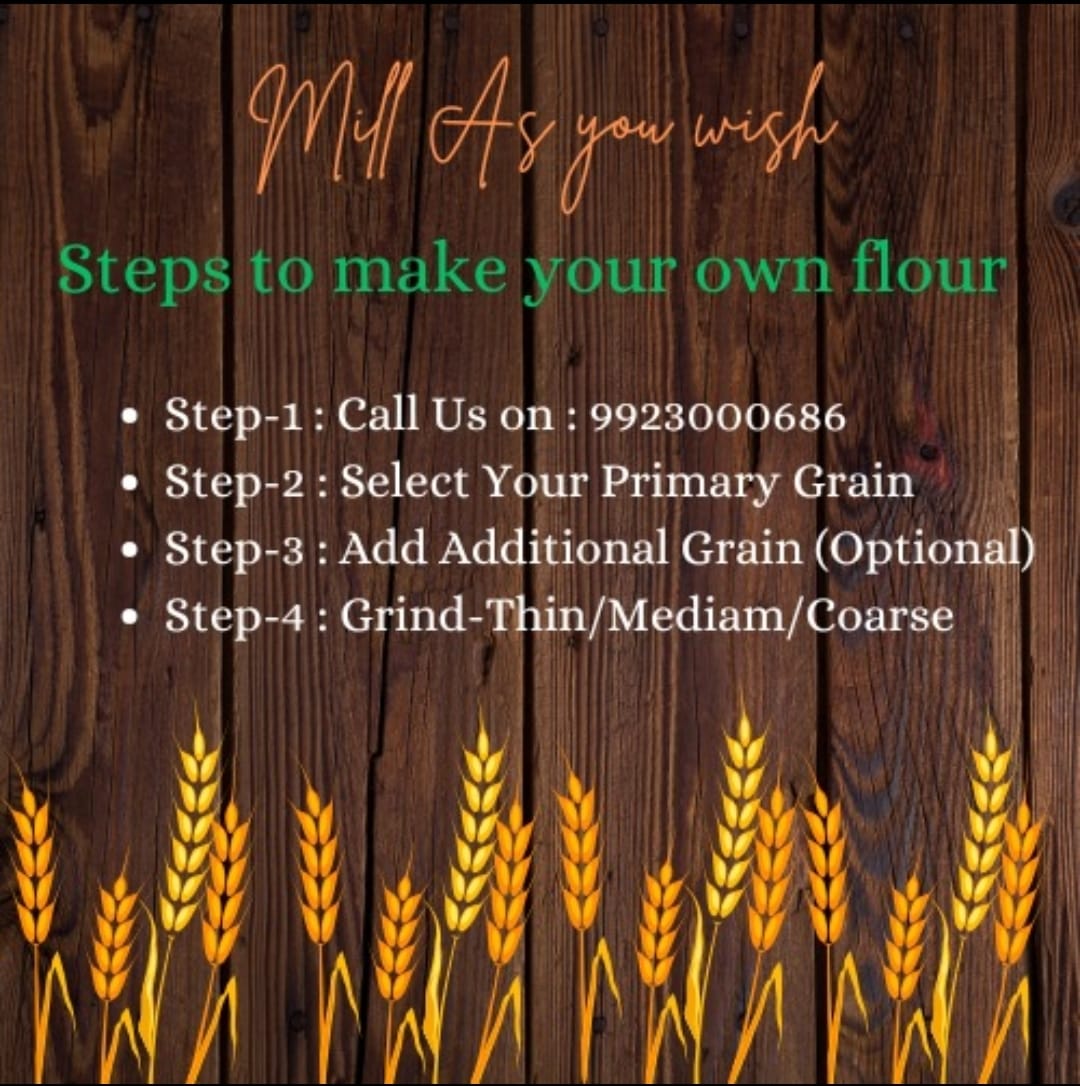 Mill As you wish
Steps to make your own flour
• Step-1 : Call Us on : 9923000686
• Step-2 : Select Your Primary Grain
• Step-3 : Add Additional Grain (Optional)
• Step-4 : Grind-Thin/Mediam/Coarse